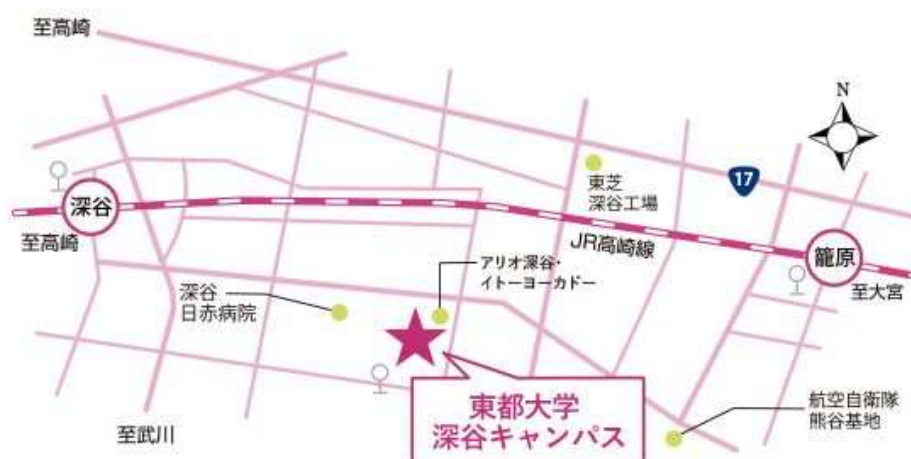 至高崎
N
17
東芝
深谷工場
深谷
至高崎
JR高崎線
籠原
至大宮
アリオ深谷・
イトーヨーカドー
深谷
日赤病院
東都大学
深谷キャンパス
航空自衛隊
熊谷基地
至武川